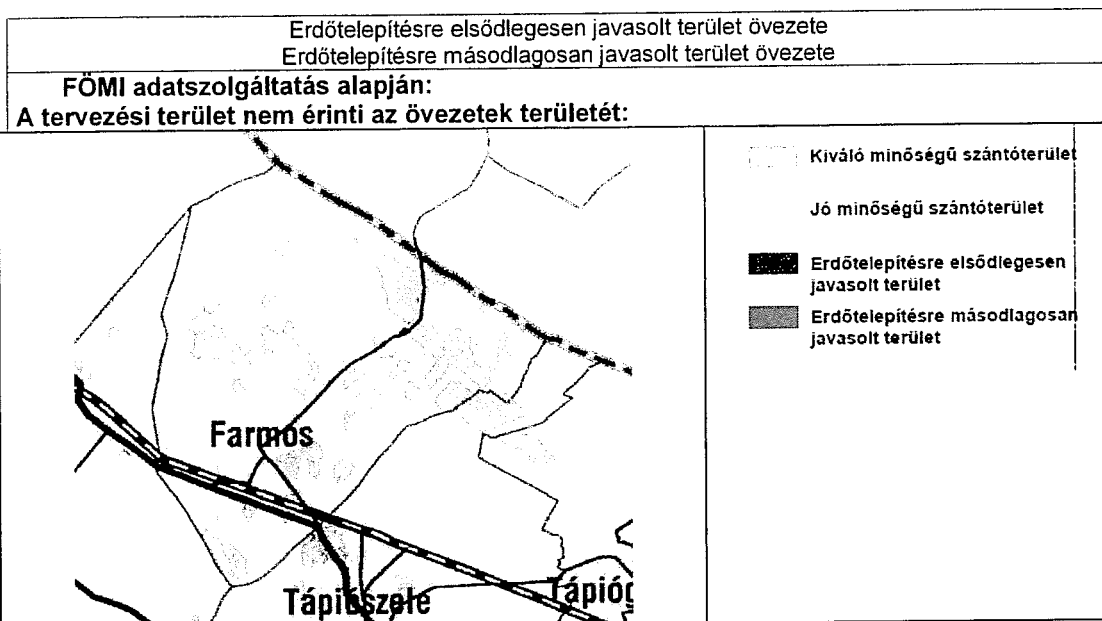 Erdőtelepítésre elsődlegesen javasolt terület övezete
Erdőtelepítésre másodlagosan javasolt terület övezete
FÖMI adatszolgáltatás alapján:
A tervezési terület nem érinti az övezetek területét:
Kiváló minőségű szántóterület
Jó minőségű szántóterület
Erdőtelepítésre elsődlegesen
javasolt terület
Erdőtelepítésre másodlagosan
javasolt terület
Farmos
Tápiószele